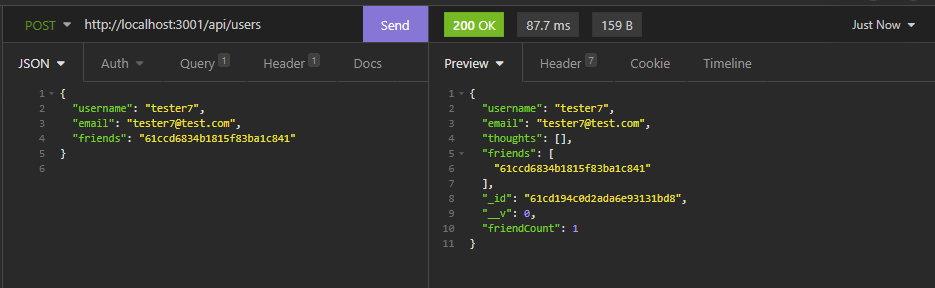 POST http://localhost:3001/api/users Send 200 OK 87.7 ms 159 B Just Now
JSON Auth Query 1 Header 1 Docs Preview Header 7 Cookie Timeline
1 {
2 "username": "tester7",
3 "email": "tester7@test.com",
4 "friends": "61ccd6834b1815f83ba1c841"
5 }
6
1 {
2 "username": "tester7",
3 "email": "tester7@test.com",
4 "thoughts": [],
5 "friends": [
6 "61ccd6834b1815f83ba1c841"
7 ],
8 "_id": "61cd194c0d2ada6e93131bd8",
9 "__v": 0,
10 "friendCount": 1
11 }